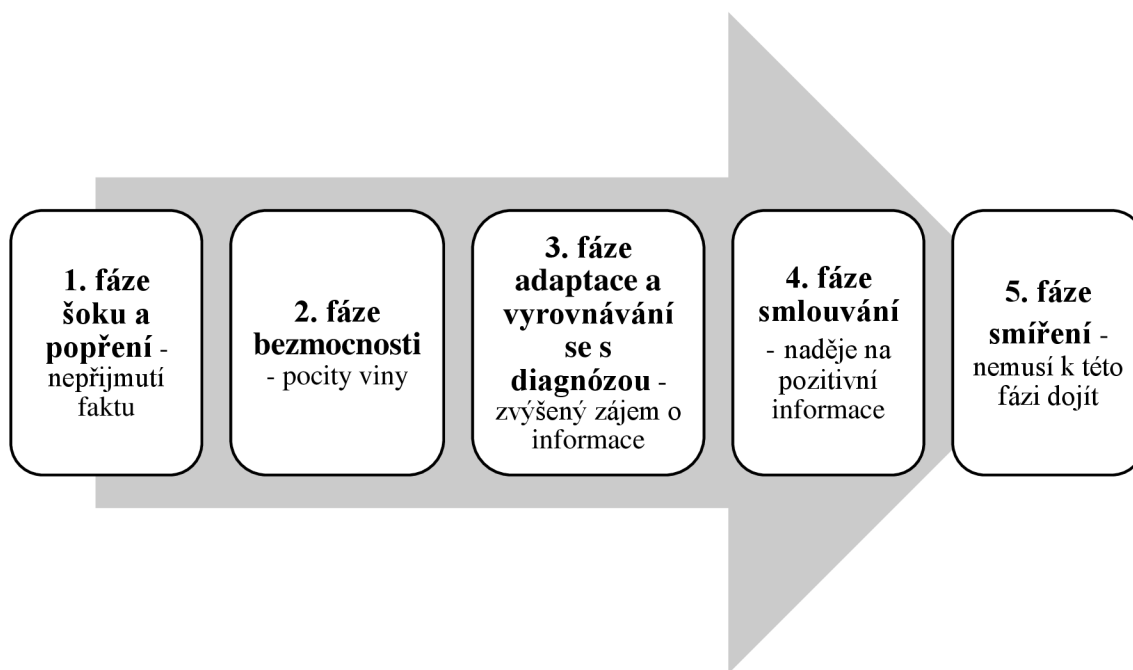 1. fáze
šoku a
popření -
nepřijmutí
faktu
2. fáze
bezmocnosti
- pocity viny
3. fáze
adaptace a
vyrovnávání
se s
diagnózou -
zvýšený zájem o
informace
4. fáze
smlouvání
- naděje na
pozitivní
informace
5. fáze
smíření -
nemusí k této
fázi dojít